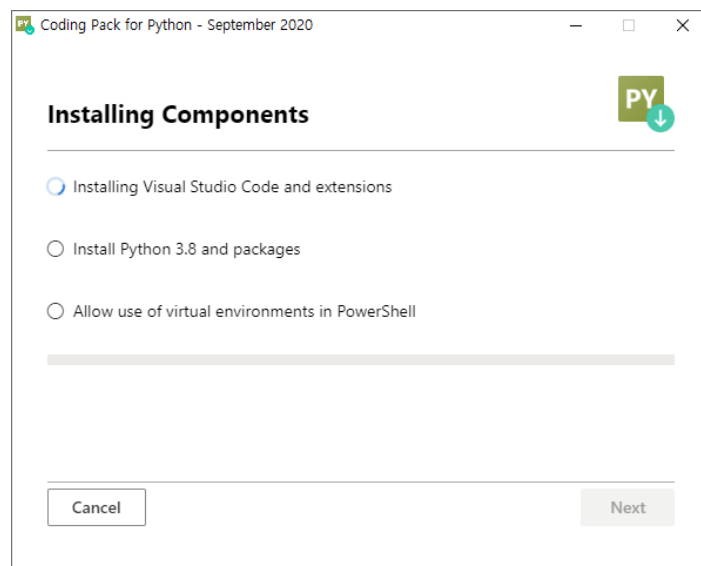 PY Coding Pack for Python - September 2020
PY
Installing Components
Installing Visual Studio Code and extensions
Install Python 3.8 and packages
Allow use of virtual environments in PowerShell
Cancel
Next